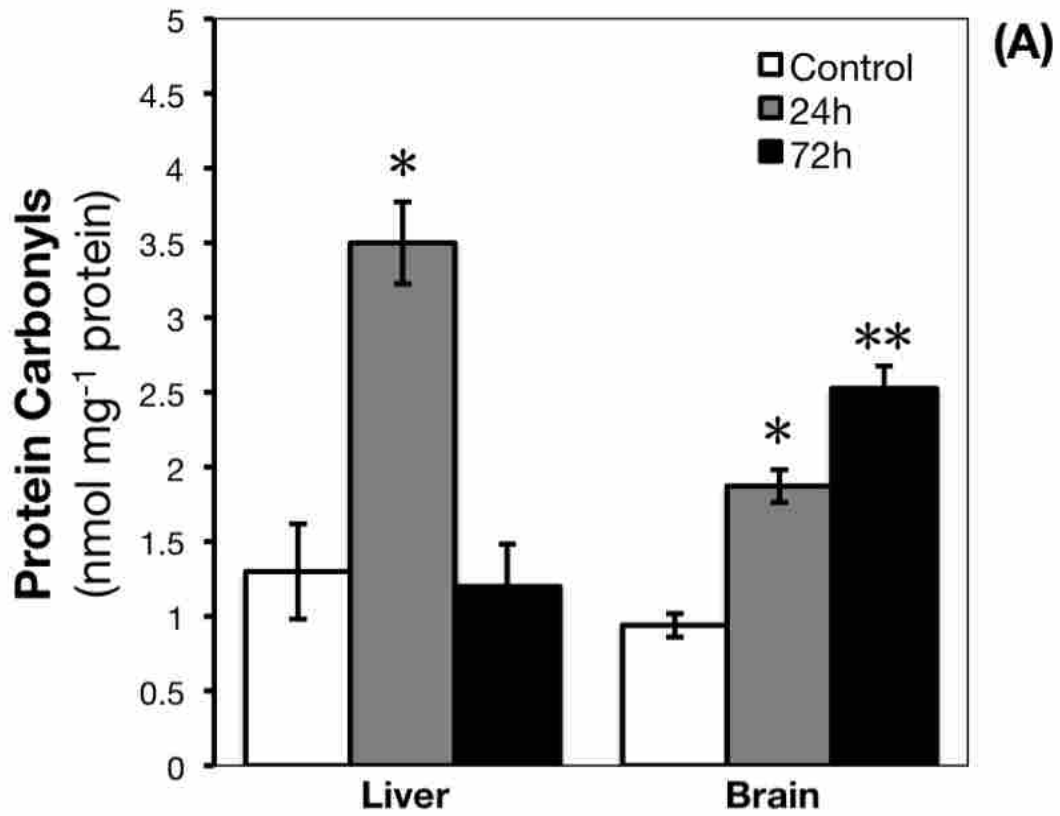 (A)
Control
24h
72h
Protein Carbonyls
(nmol mg⁻¹ protein)
5
4.5
4
3.5
3
2.5
2
1.5
1
0.5
0
*
*
**
Liver
Brain